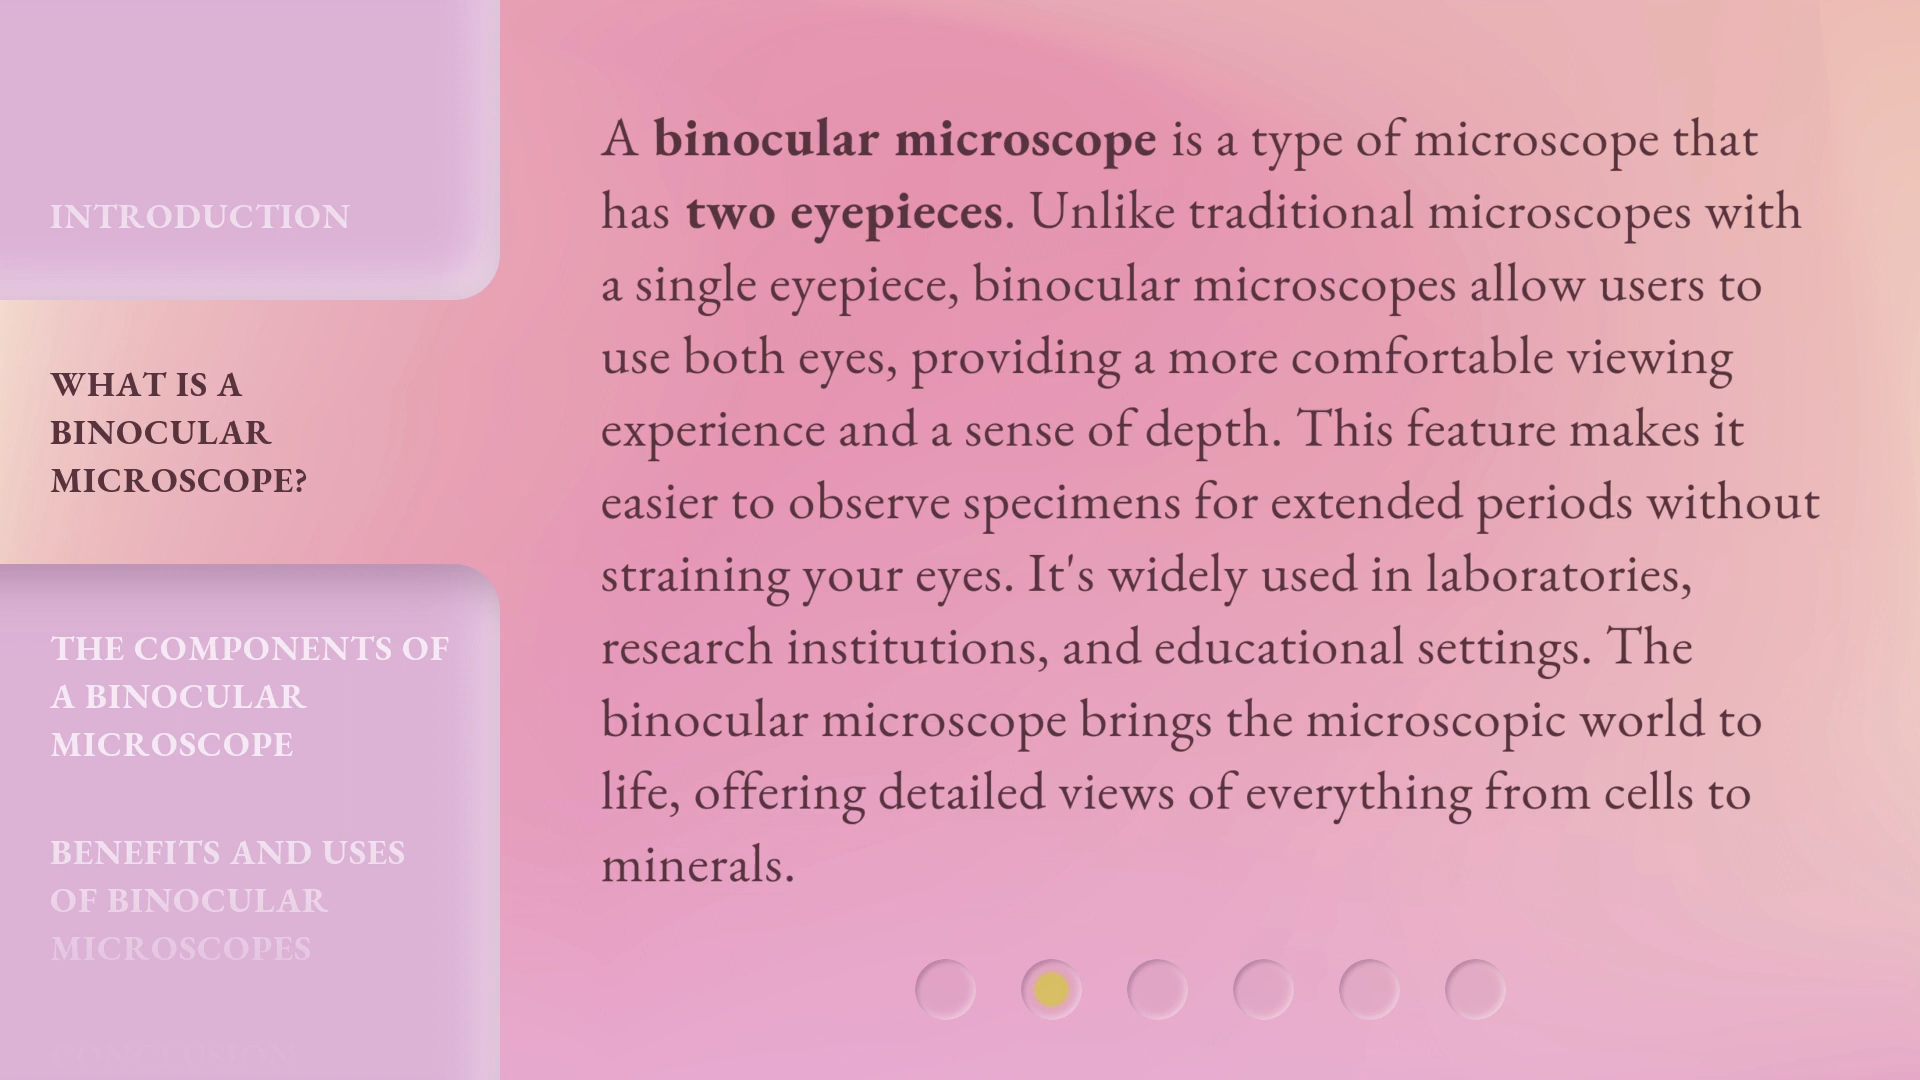 INTRODUCTION
WHAT IS A
BINOCULAR
MICROSCOPE?
THE COMPONENTS OF
A BINOCULAR
MICROSCOPE
BENEFITS AND USES
OF BINOCULAR
MICROSCOPES
CONCLUSION
A binocular microscope is a type of microscope that
has two eyepieces. Unlike traditional microscopes with
a single eyepiece, binocular microscopes allow users to
use both eyes, providing a more comfortable viewing
experience and a sense of depth. This feature makes it
easier to observe specimens for extended periods without
straining your eyes. It's widely used in laboratories,
research institutions, and educational settings. The
binocular microscope brings the microscopic world to
life, offering detailed views of everything from cells to
minerals.